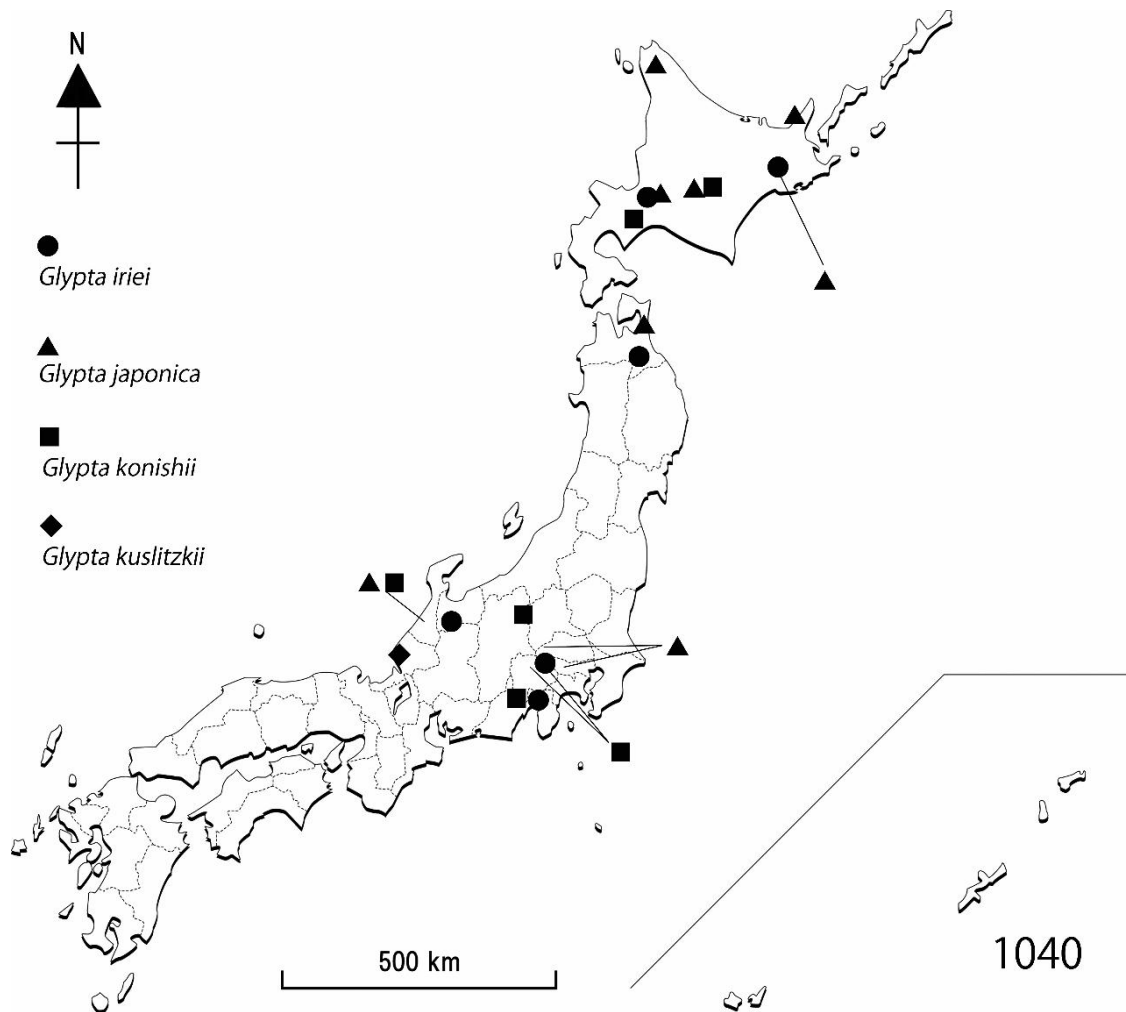 N
Glypta iriei
Glypta japonica
Glypta konishii
Glypta kuslitzkii
500 km
1040